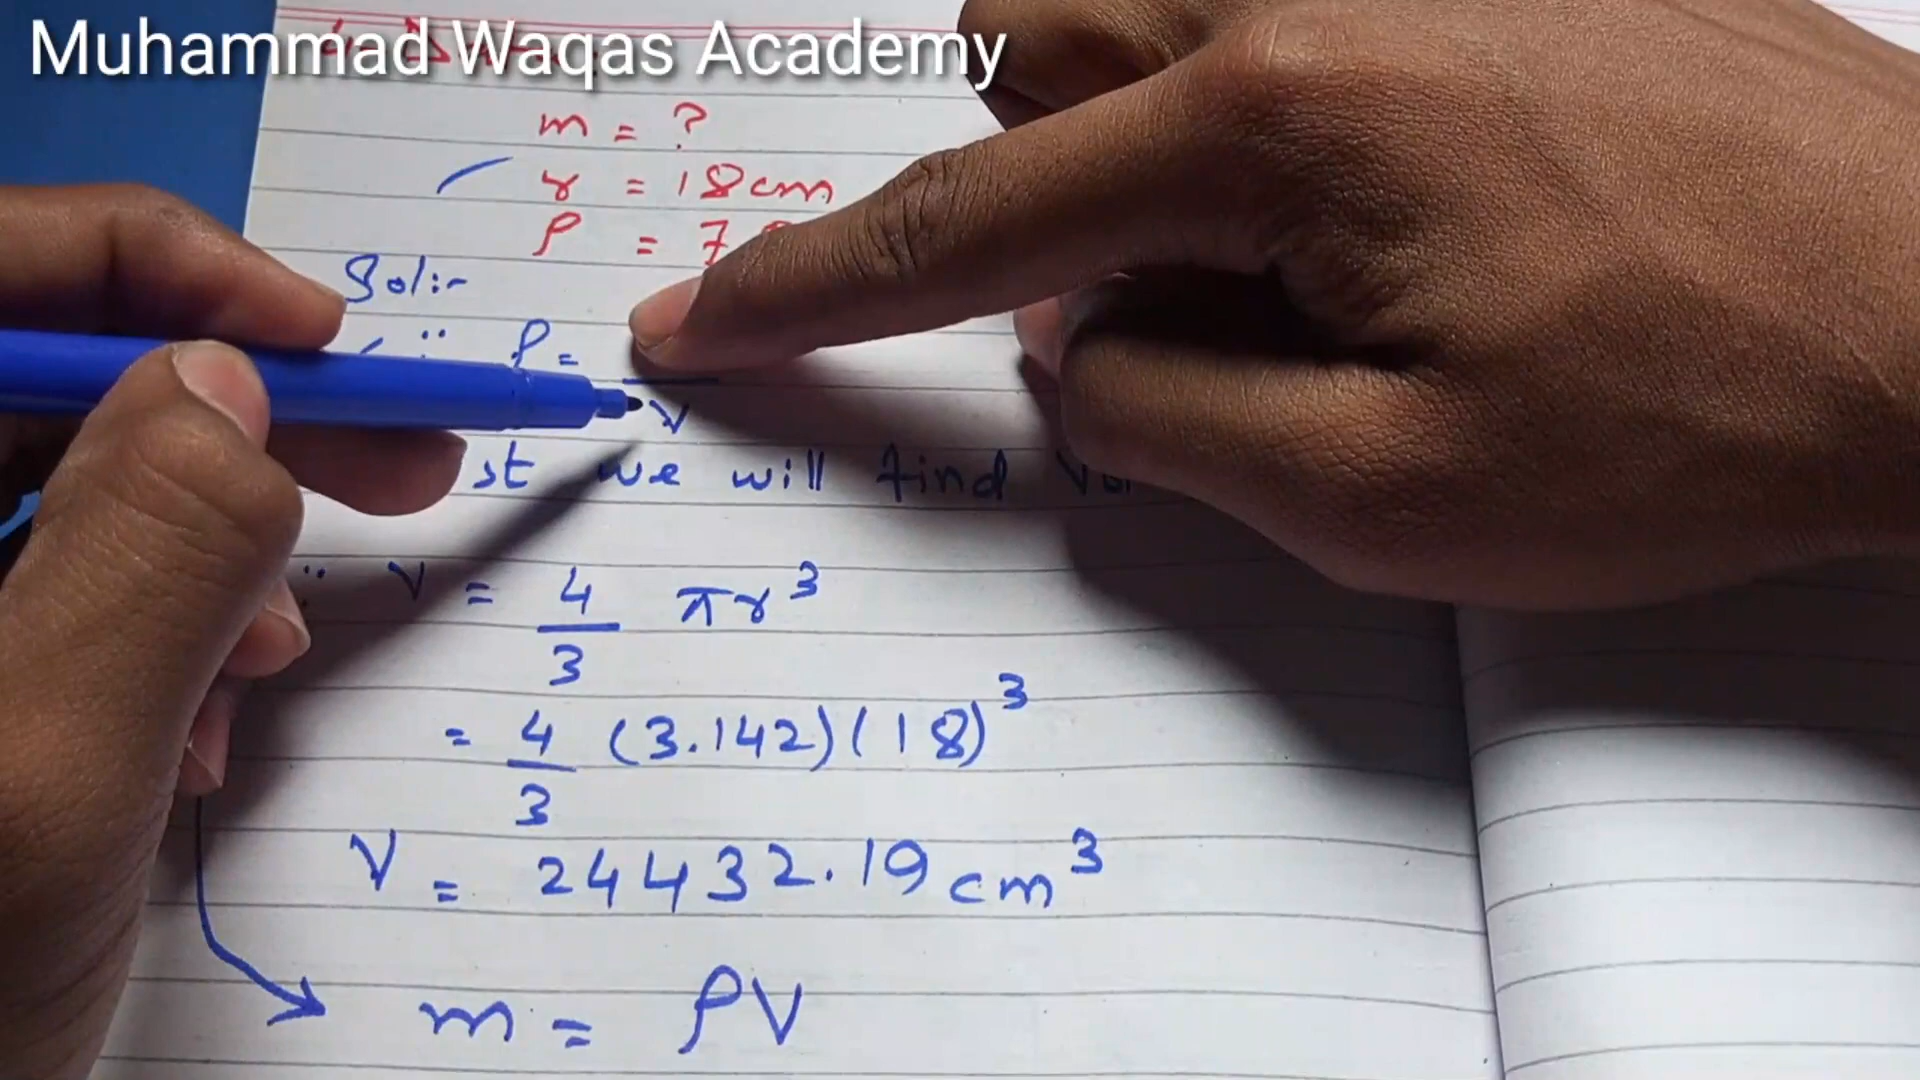 Muhammad Waqas Academy
m = ?
r = 18cm
ρ = 7
Sol:-
∵ ρ =
V
st we will find
∵ V = 4/3 πr³
= 4/3 (3.142)(18)³
V = 24432.19 cm³
m = ρV